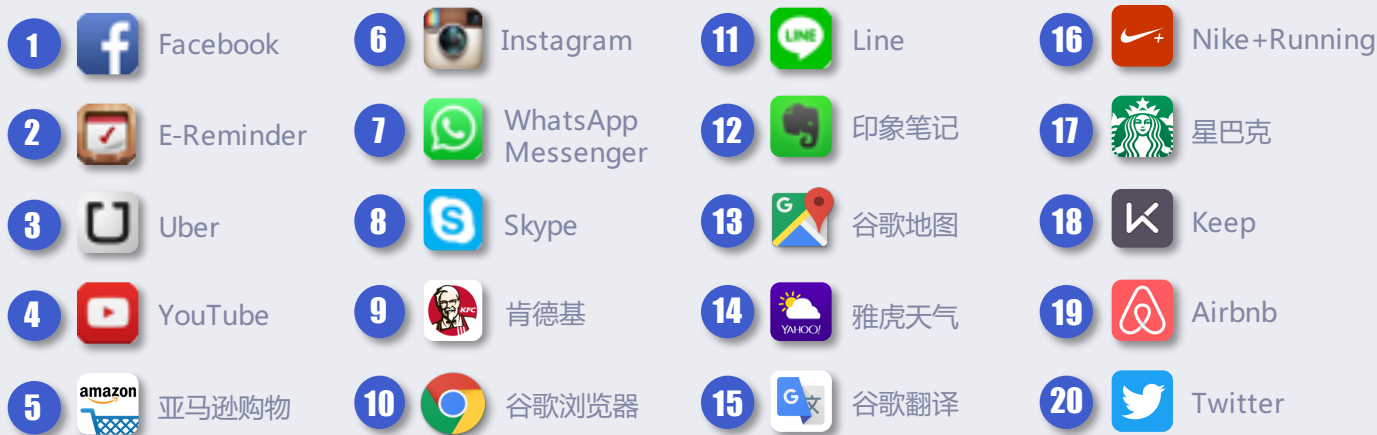 1 Facebook
2 E-Reminder
3 Uber
4 YouTube
5 amazon 亚马逊购物
6 Instagram
7 WhatsApp
Messenger
8 Skype
9 KFC 肯德基
10 谷歌浏览器
11 LINE Line
12 印象笔记
13 G 谷歌地图
14 YAHOO! 雅虎天气
15 G 文 谷歌翻译
16 Nike+Running
17 星巴克
18 Keep
19 Airbnb
20 Twitter